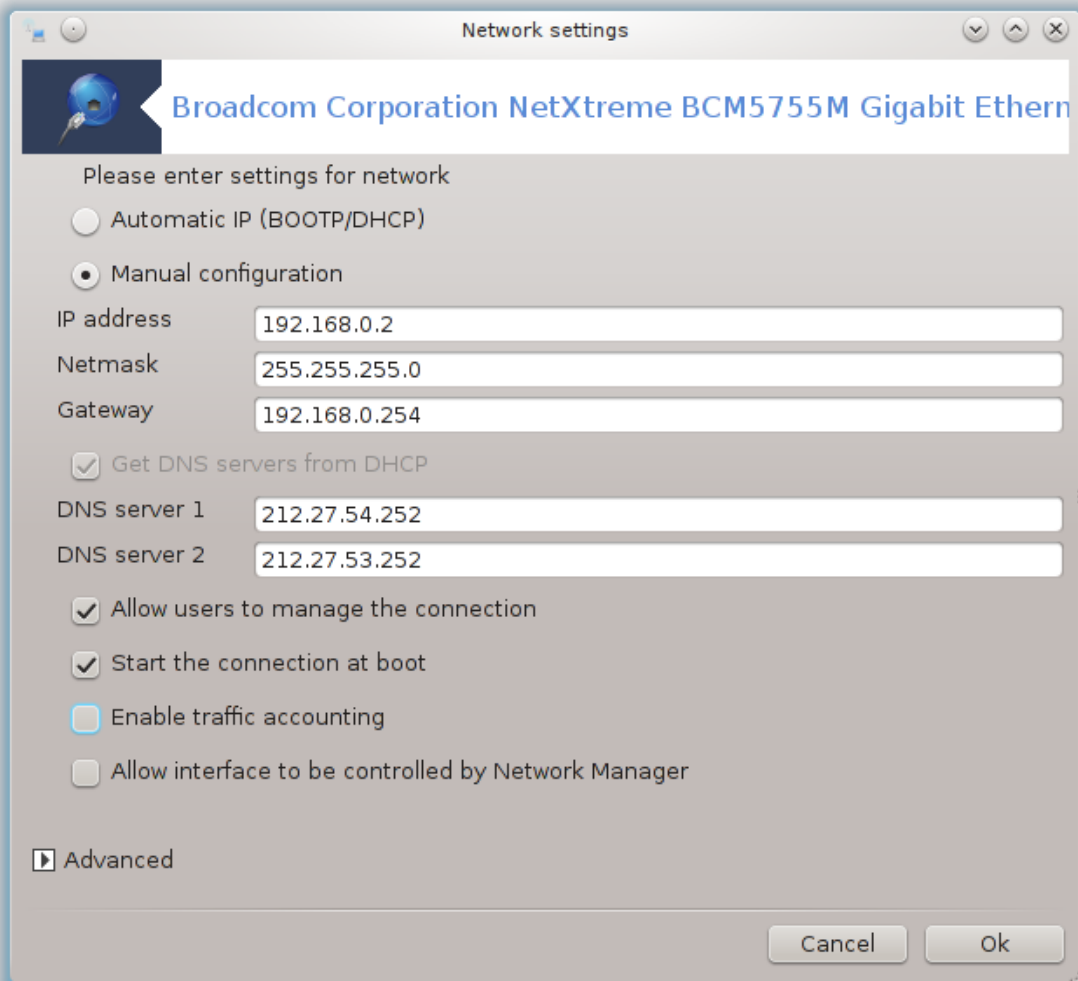 Network settings
Broadcom Corporation NetXtreme BCM5755M Gigabit Ethern
Please enter settings for network
Automatic IP (BOOTP/DHCP)
Manual configuration
IP address 192.168.0.2
Netmask 255.255.255.0
Gateway 192.168.0.254
Get DNS servers from DHCP
DNS server 1 212.27.54.252
DNS server 2 212.27.53.252
Allow users to manage the connection
Start the connection at boot
Enable traffic accounting
Allow interface to be controlled by Network Manager
Advanced
Cancel Ok